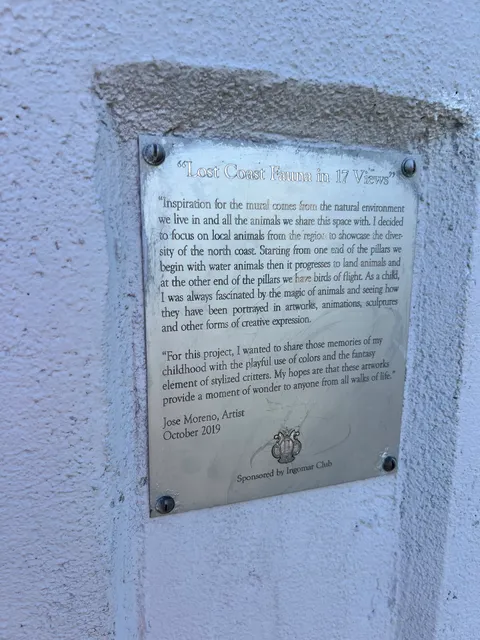 "Lost Coast Fauna in 17 Views"
"Inspiration for the mural comes from the natural environment
we live in and all the animals we share this space with. I decided
to focus on local animals from the region to showcase the diver-
sity of the north coast. Starting from one end of the pillars we
begin with water animals then it progresses to land animals and
at the other end of the pillars we have birds of flight. As a child,
I was always fascinated by the magic of animals and seeing how
they have been portrayed in artworks, animations, sculptures
and other forms of creative expression.
"For this project, I wanted to share those memories of my
childhood with the playful use of colors and the fantasy
element of stylized critters. My hopes are that these artworks
provide a moment of wonder to anyone from all walks of life."
Jose Moreno, Artist
October 2019
Sponsored by Ingomar Club